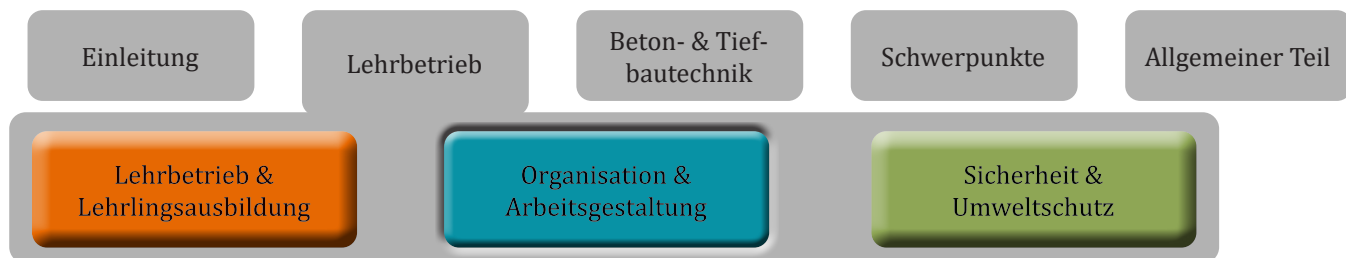 Einleitung
Lehrbetrieb
Beton- & Tief-
bautechnik
Schwerpunkte
Allgemeiner Teil
Lehrbetrieb &
Lehrlingsausbildung
Organisation &
Arbeitsgestaltung
Sicherheit &
Umweltschutz